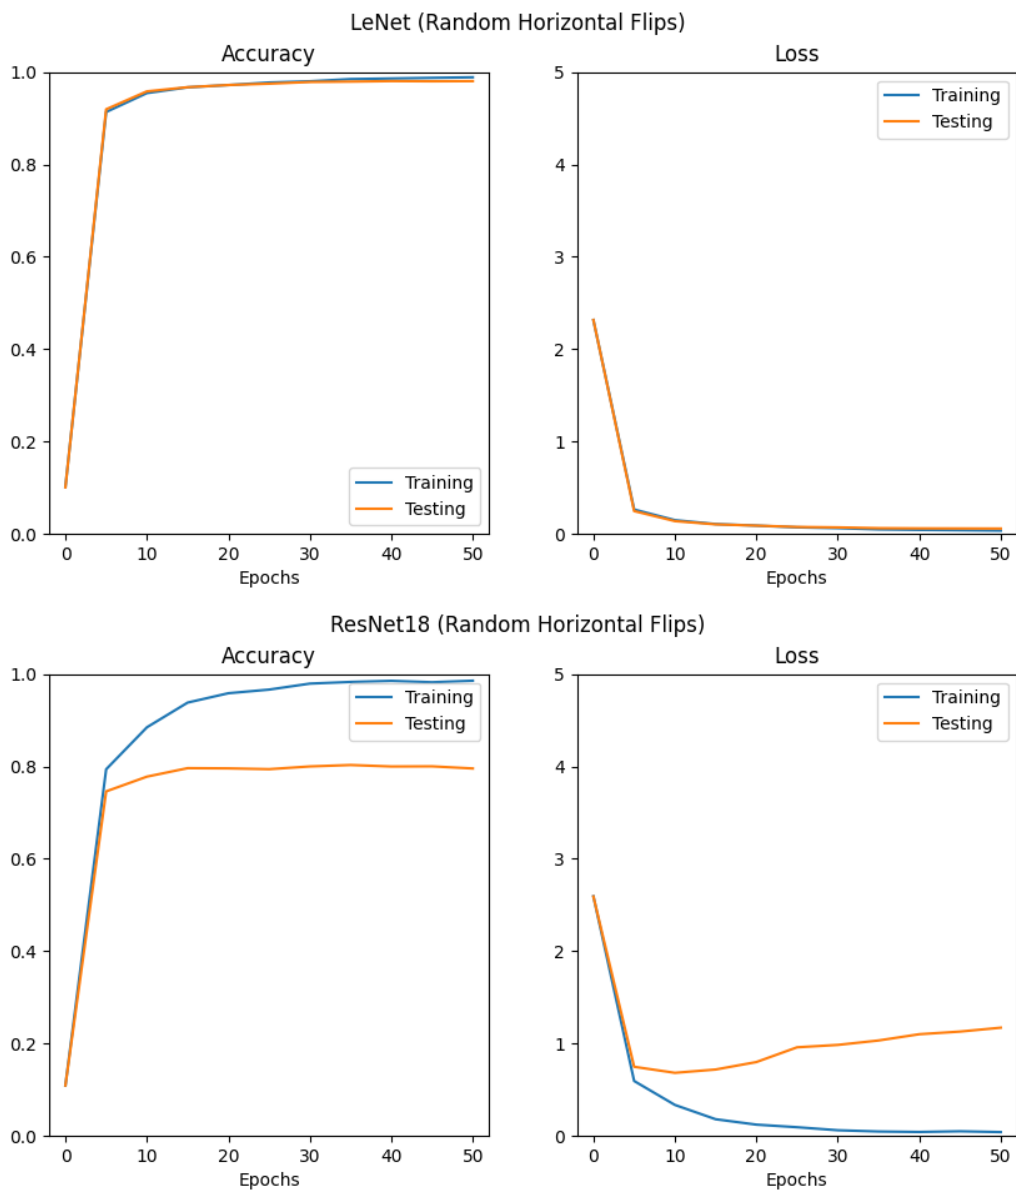 LeNet (Random Horizontal Flips)
Accuracy
Loss
1.0
0.8
0.6
0.4
0.2
0.0
0 10 20 30 40 50
Epochs
Training
Testing
5
4
3
2
1
0
0 10 20 30 40 50
Epochs
Training
Testing
ResNet18 (Random Horizontal Flips)
Accuracy
Loss
1.0
0.8
0.6
0.4
0.2
0.0
0 10 20 30 40 50
Epochs
Training
Testing
5
4
3
2
1
0
0 10 20 30 40 50
Epochs
Training
Testing